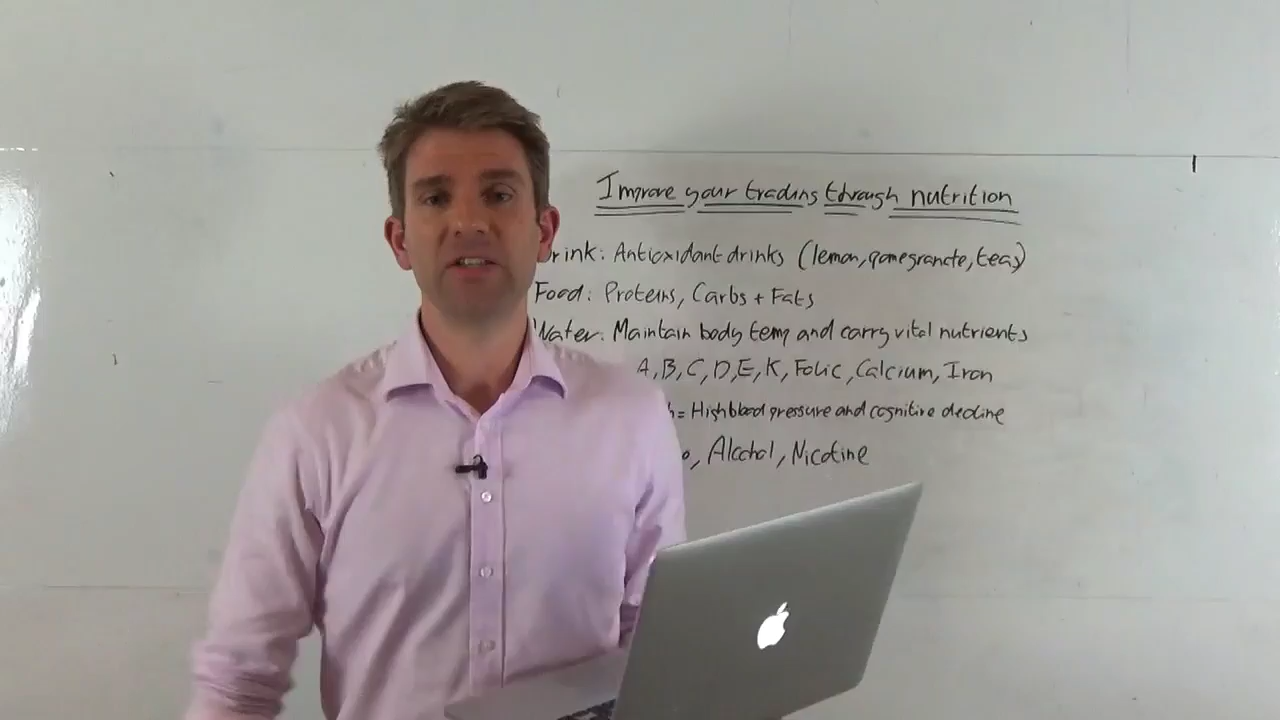 Improve your trading through nutrition
rink: Antioxidant drinks (lemon, pomegranate, teas)
Food: Proteins, Carbs + Fats
Water: Maintain body temp and carry vital nutrients
A, B, C, D, E, K, Folic, Calcium, Iron
h = High blood pressure and cognitive decline
o, Alcohol, Nicotine